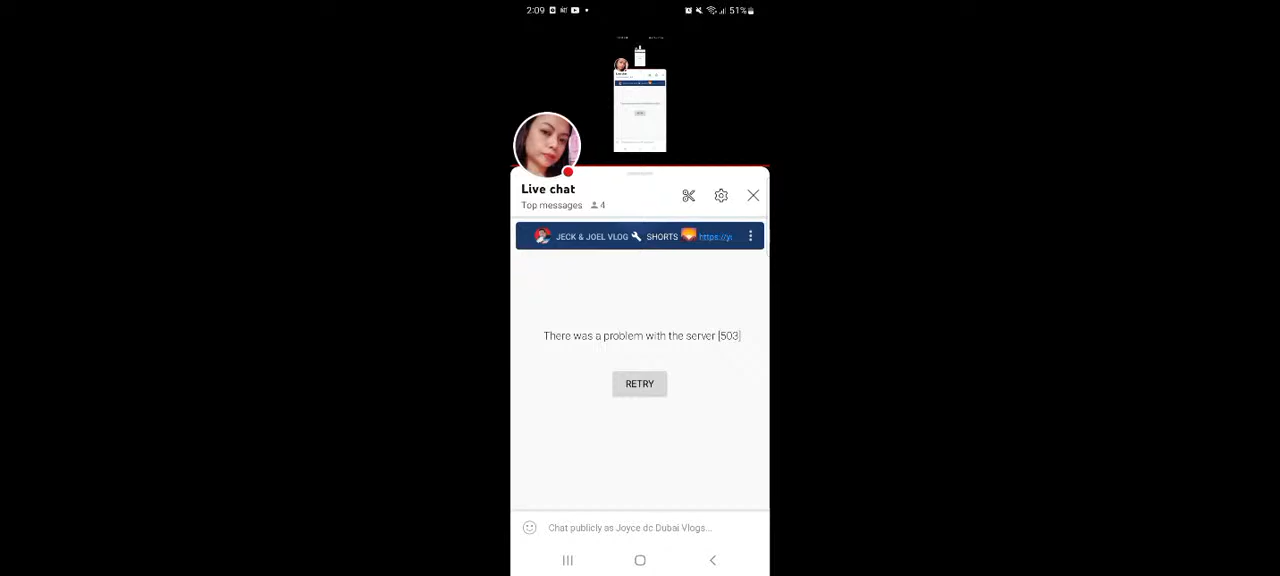 2:09 51%
Live chat
Top messages 4
JECK & JOEL VLOG SHORTS https://y
There was a problem with the server [503]
RETRY
Chat publicly as Joyce dc Dubai Vlogs...